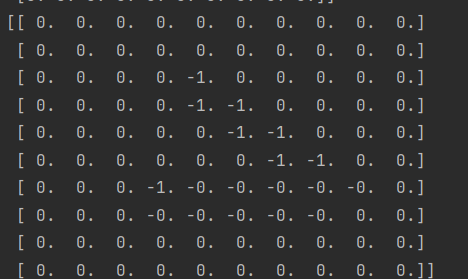 [[ 0. 0. 0. 0. 0. 0. 0. 0. 0. 0.]
[ 0. 0. 0. 0. 0. 0. 0. 0. 0. 0.]
[ 0. 0. 0. 0. -1. 0. 0. 0. 0. 0.]
[ 0. 0. 0. 0. -1. -1. 0. 0. 0. 0.]
[ 0. 0. 0. 0. 0. -1. -1. 0. 0. 0.]
[ 0. 0. 0. 0. 0. 0. -1. -1. 0. 0.]
[ 0. 0. 0. -1. -0. -0. -0. -0. -0. 0.]
[ 0. 0. 0. -0. -0. -0. -0. -0. 0. 0.]
[ 0. 0. 0. 0. 0. 0. 0. 0. 0. 0.]
[ 0. 0. 0. 0. 0. 0. 0. 0. 0. 0.]]